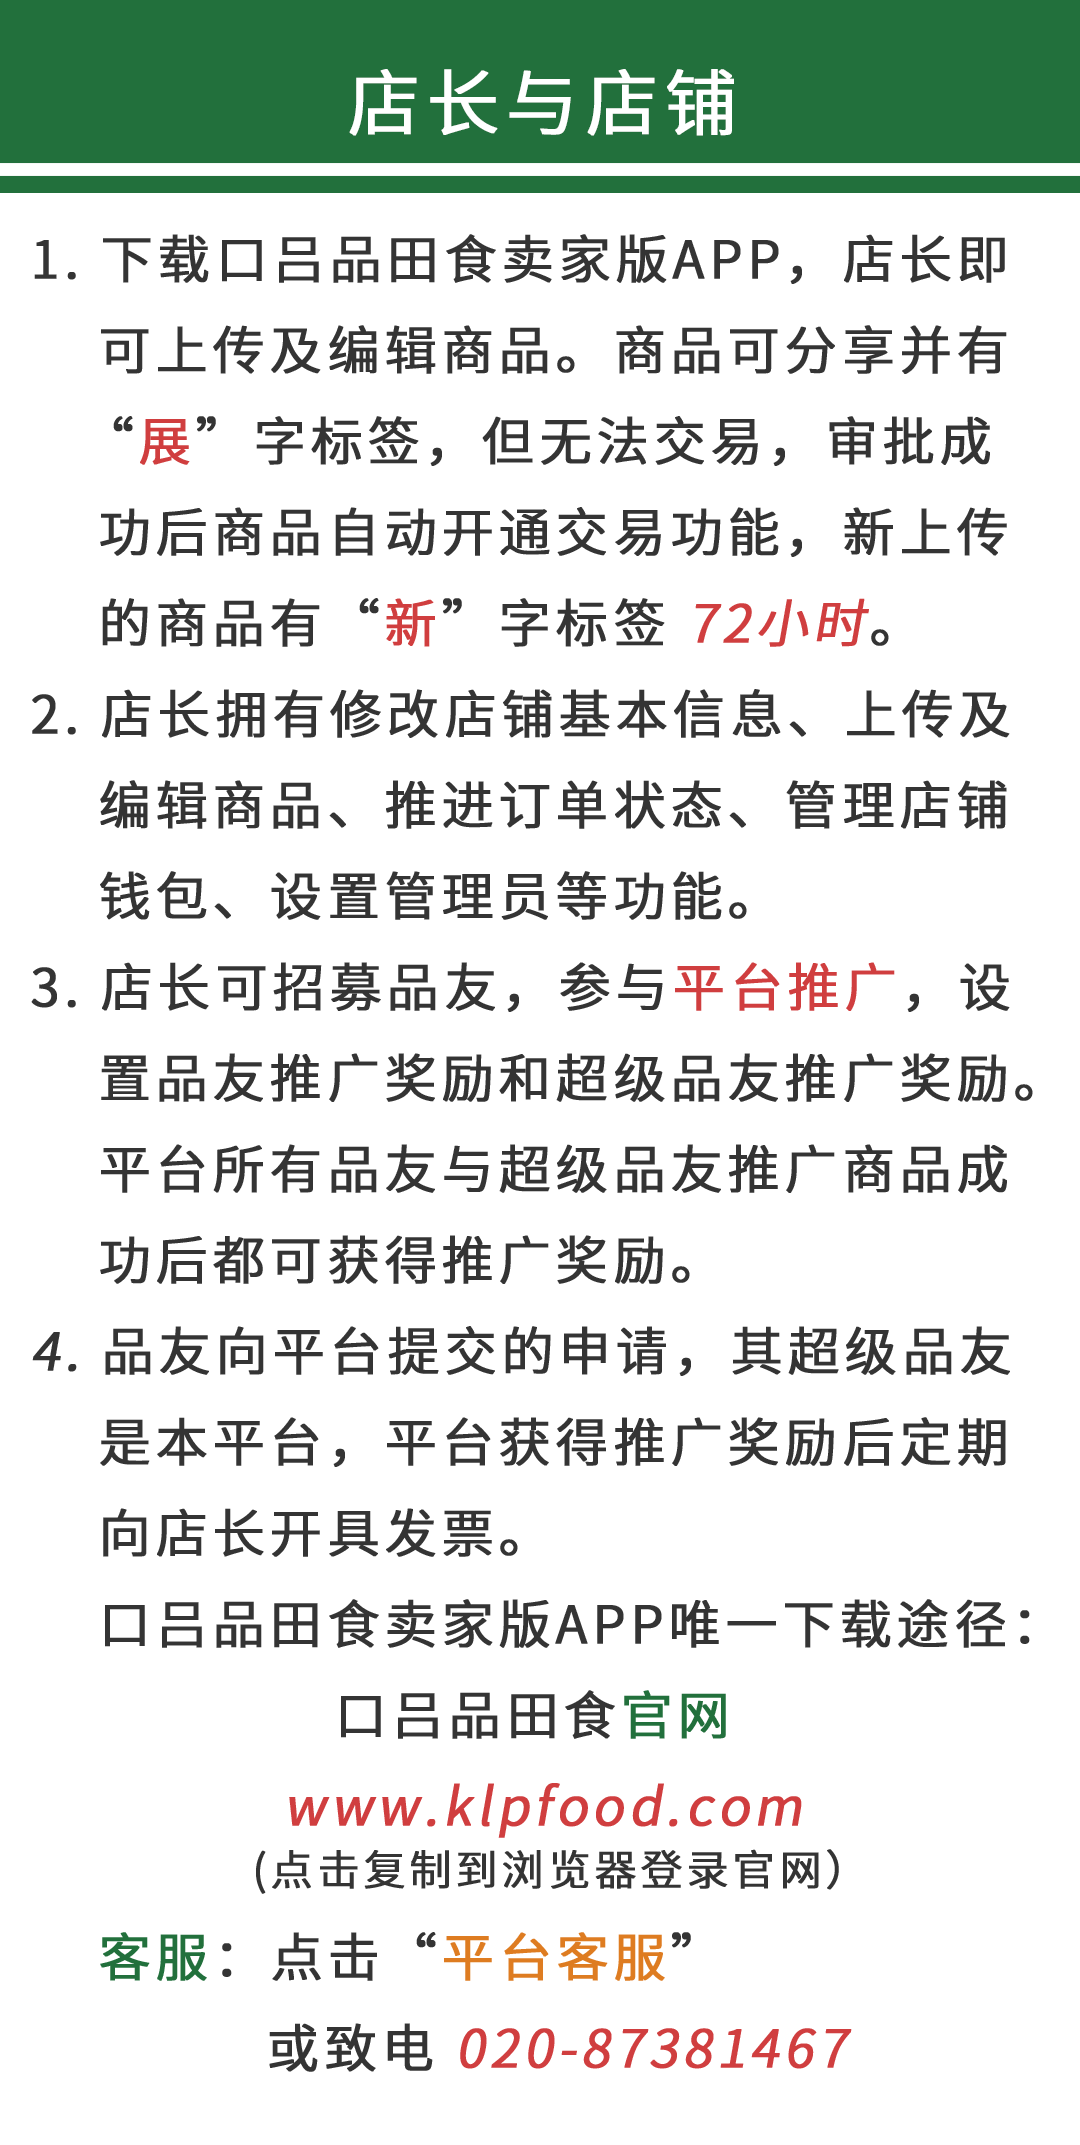 店长与店铺
1. 下载口吕品田食卖家版APP，店长即
可上传及编辑商品。商品可分享并有
“展”字标签，但无法交易，审批成
功后商品自动开通交易功能，新上传
的商品有“新”字标签 72小时。
2. 店长拥有修改店铺基本信息、上传及
编辑商品、推进订单状态、管理店铺
钱包、设置管理员等功能。
3. 店长可招募品友，参与平台推广，设
置品友推广奖励和超级品友推广奖励。
平台所有品友与超级品友推广商品成
功后都可获得推广奖励。
4. 品友向平台提交的申请，其超级品友
是本平台，平台获得推广奖励后定期
向店长开具发票。
口吕品田食卖家版APP唯一下载途径：
口吕品田食官网
www.klpfood.com
(点击复制到浏览器登录官网）
客服：点击“平台客服”
或致电 020-87381467